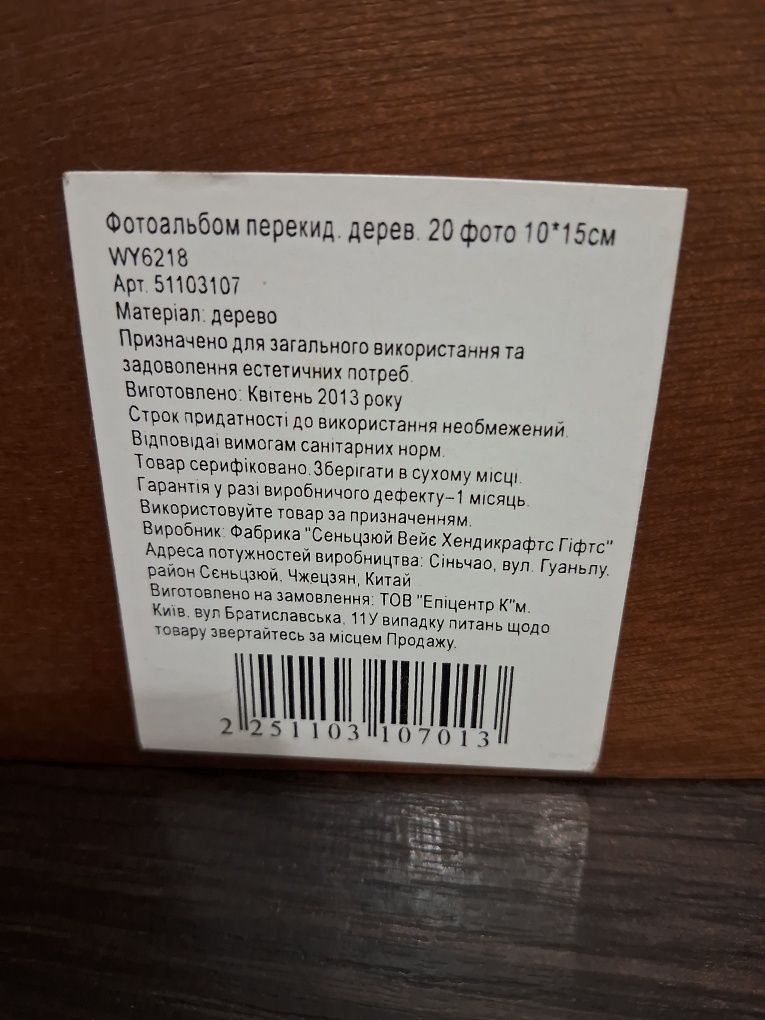 Фотоальбом перекид. дерев. 20 фото 10*15см
WY6218
Арт. 51103107
Матеріал: дерево
Призначено для загального використання та
задоволення естетичних потреб.
Виготовлено: Квітень 2013 року
Строк придатності до використання необмежений.
Відповідаі вимогам санітарних норм.
Товар серифіковано. Зберігати в сухому місці.
Гарантія у разі виробничого дефекту–1 місяць.
Використовуйте товар за призначенням.
Виробник: Фабрика "Сеньцзюй Вейє Хендикрафтс Гіфтс"
Адреса потужностей виробництва: Сіньчао, вул. Гуаньлу,
район Сєньцзюй, Чжецзян, Китай
Виготовлено на замовлення: ТОВ "Епіцентр К"м.
Київ, вул Братиславська, 11У випадку питань щодо
товару звертайтесь за місцем Продажу.
2 251103 107013